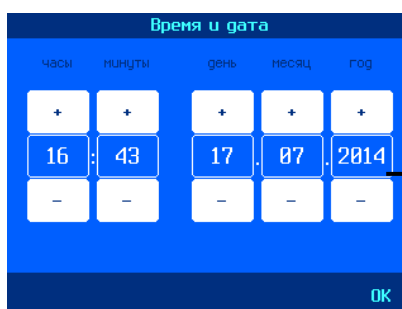 Время и дата
часы минуты день месяц год
+ + + + +
16 : 43 17 . 07 . 2014
– – – – –
OK